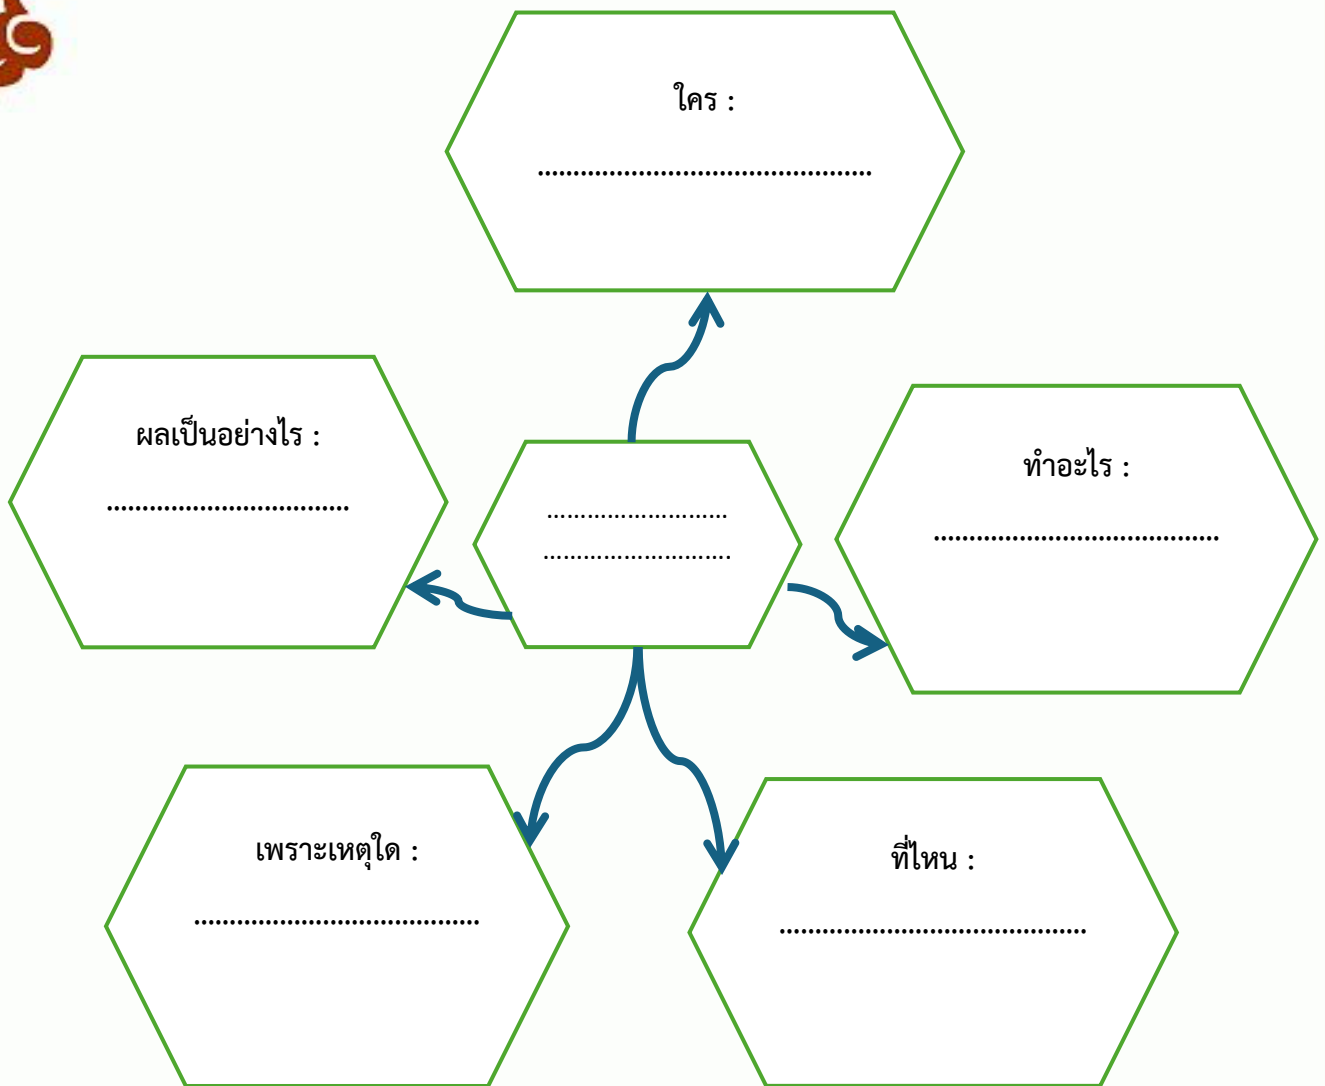 ใคร :
................................................
ผลเป็นอย่างไร :
...................................
ทำอะไร :
.........................................
...........................
............................
เพราะเหตุใด :
.........................................
ที่ไหน :
............................................